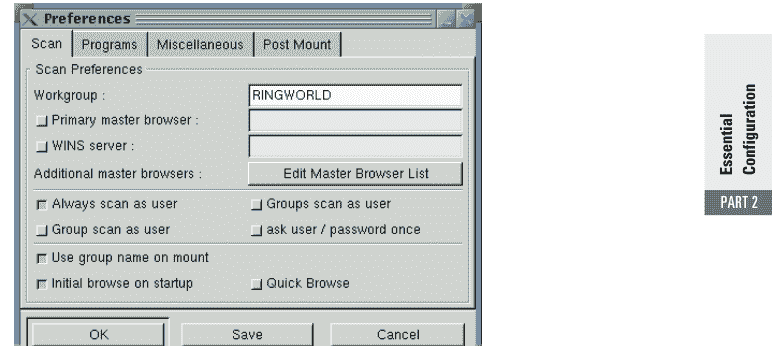 Preferences
Scan Programs Miscellaneous Post Mount
Scan Preferences
Workgroup : RINGWORLD
Primary master browser :
WINS server :
Additional master browsers : Edit Master Browser List
Always scan as user Groups scan as user
Group scan as user ask user / password once
Use group name on mount
Initial browse on startup Quick Browse
OK Save Cancel
Essential
Configuration
PART 2